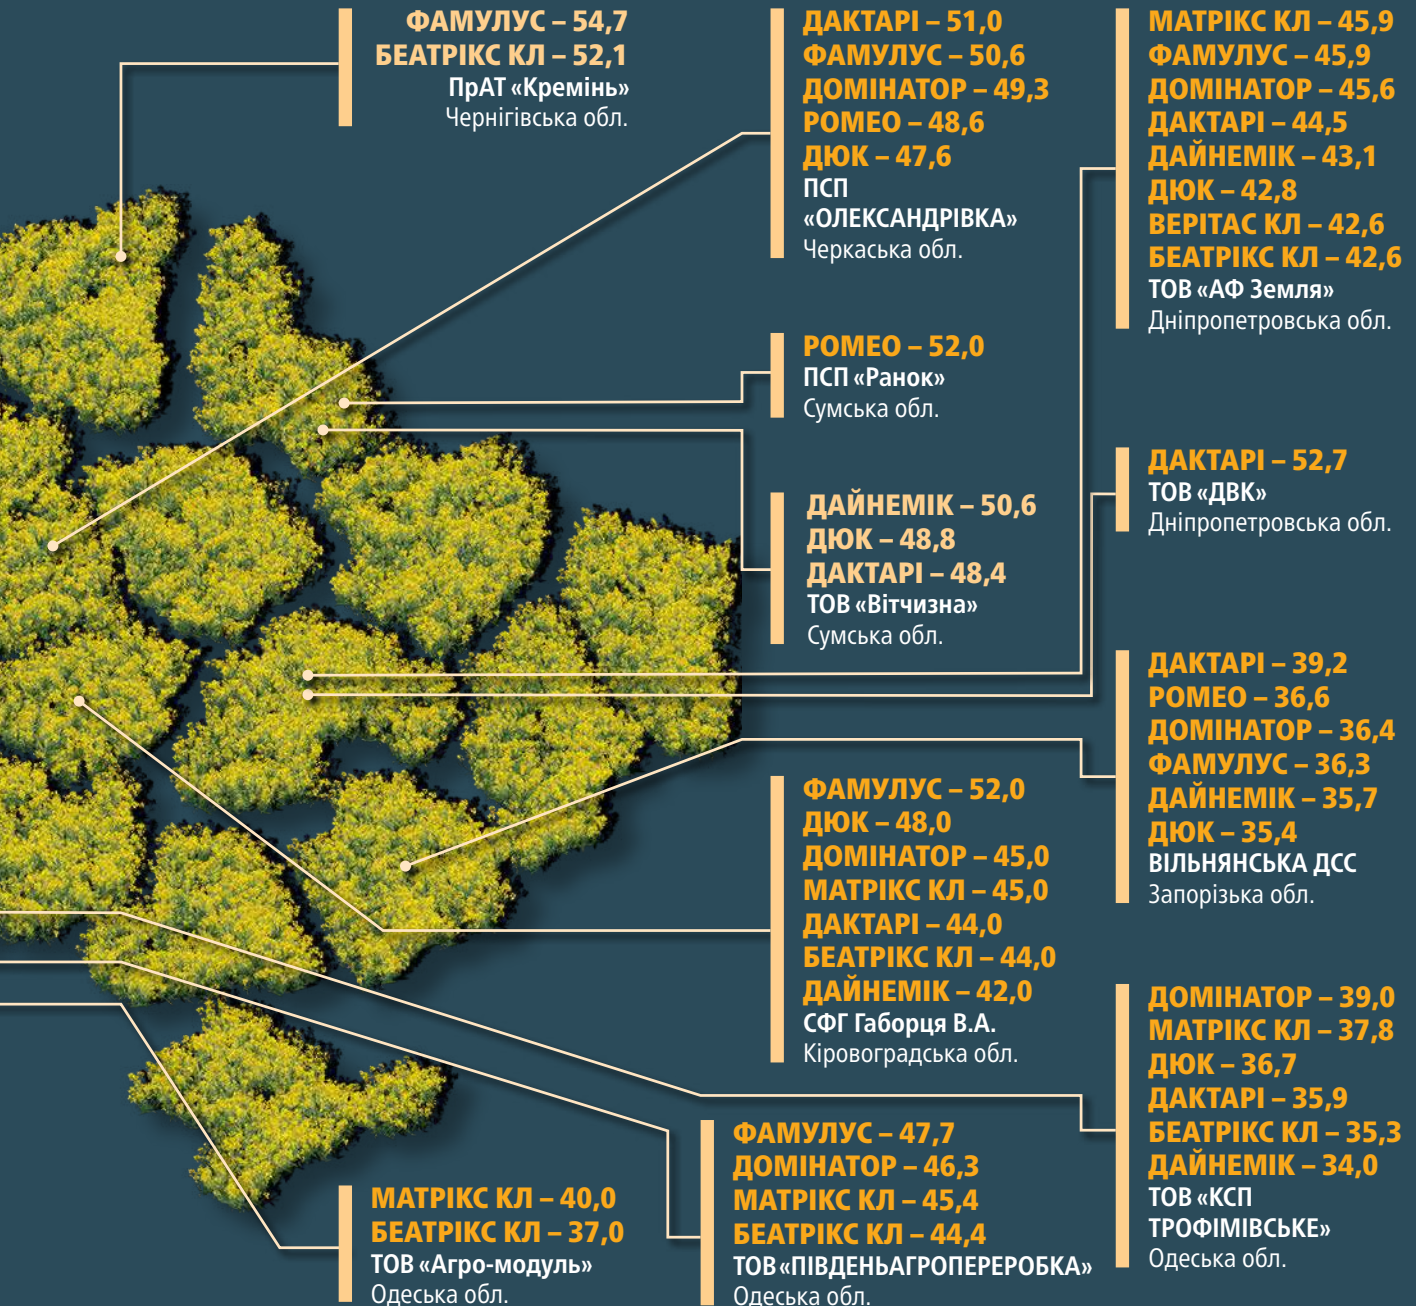 ФАМУЛУС – 54,7
БЕАТРІКС КЛ – 52,1
ПрАТ «Кремінь»
Чернігівська обл.
ДАКТАРІ – 51,0
ФАМУЛУС – 50,6
ДОМІНАТОР – 49,3
РОМЕО – 48,6
ДЮК – 47,6
ПСП
«ОЛЕКСАНДРІВКА»
Черкаська обл.
МАТРІКС КЛ – 45,9
ФАМУЛУС – 45,9
ДОМІНАТОР – 45,6
ДАКТАРІ – 44,5
ДАЙНЕМІК – 43,1
ДЮК – 42,8
ВЕРІТАС КЛ – 42,6
БЕАТРІКС КЛ – 42,6
ТОВ «АФ Земля»
Дніпропетровська обл.
РОМЕО – 52,0
ПСП «Ранок»
Сумська обл.
ДАКТАРІ – 52,7
ТОВ «ДВК»
Дніпропетровська обл.
ДАЙНЕМІК – 50,6
ДЮК – 48,8
ДАКТАРІ – 48,4
ТОВ «Вітчизна»
Сумська обл.
ДАКТАРІ – 39,2
РОМЕО – 36,6
ДОМІНАТОР – 36,4
ФАМУЛУС – 36,3
ДАЙНЕМІК – 35,7
ДЮК – 35,4
ВІЛЬНЯНСЬКА ДСС
Запорізька обл.
ФАМУЛУС – 52,0
ДЮК – 48,0
ДОМІНАТОР – 45,0
МАТРІКС КЛ – 45,0
ДАКТАРІ – 44,0
БЕАТРІКС КЛ – 44,0
ДАЙНЕМІК – 42,0
СФГ Габорця В.А.
Кіровоградська обл.
ДОМІНАТОР – 39,0
МАТРІКС КЛ – 37,8
ДЮК – 36,7
ДАКТАРІ – 35,9
БЕАТРІКС КЛ – 35,3
ДАЙНЕМІК – 34,0
ТОВ «КСП
ТРОФІМІВСЬКЕ»
Одеська обл.
ФАМУЛУС – 47,7
ДОМІНАТОР – 46,3
МАТРІКС КЛ – 45,4
БЕАТРІКС КЛ – 44,4
ТОВ «ПІВДЕНЬАГРОПЕРЕРОБКА»
Одеська обл.
МАТРІКС КЛ – 40,0
БЕАТРІКС КЛ – 37,0
ТОВ «Агро-модуль»
Одеська обл.